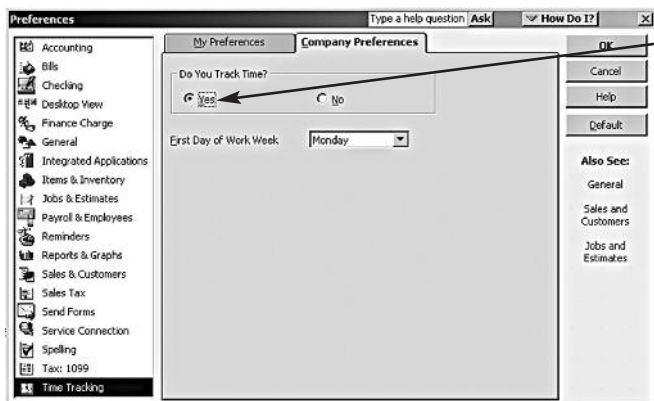 Preferences Type a help question Ask How Do I? X
My Preferences Company Preferences
Accounting
Bills
Checking
Desktop View
Finance Charge
General
Integrated Applications
Items & Inventory
Jobs & Estimates
Payroll & Employees
Reminders
Reports & Graphs
Sales & Customers
Sales Tax
Send Forms
Service Connection
Spelling
Tax: 1099
Time Tracking
Do You Track Time?
Yes No
First Day of Work Week Monday
OK
Cancel
Help
Default
Also See:
General
Sales and
Customers
Jobs and
Estimates